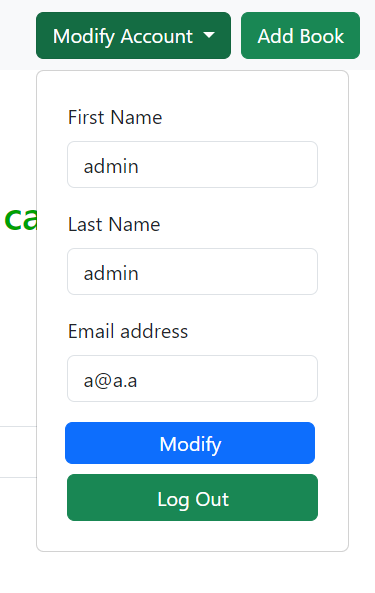 Modify Account Add Book
First Name
admin
ca
Last Name
admin
Email address
a@a.a
Modify
Log Out